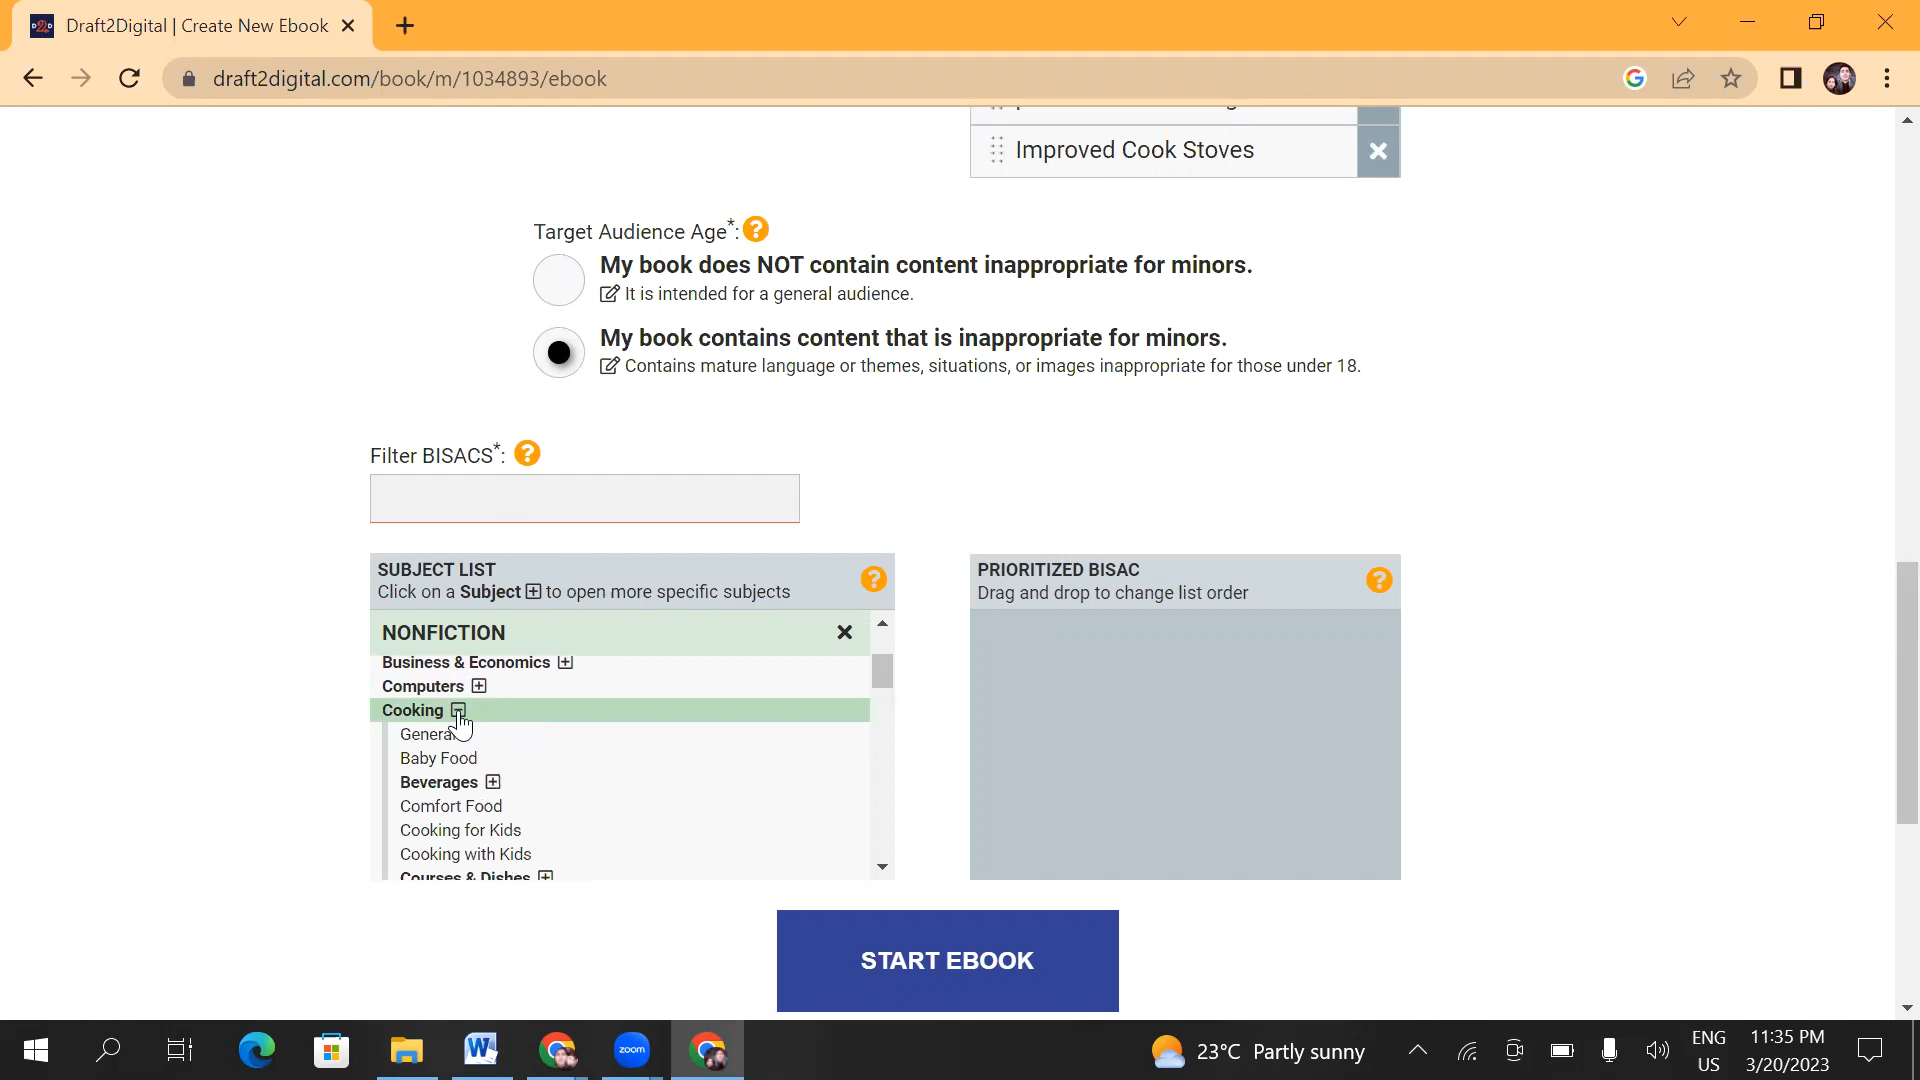 Draft2Digital | Create New Ebook
draft2digital.com/book/m/1034893/ebook
Improved Cook Stoves
Target Audience Age*:
My book does NOT contain content inappropriate for minors.
It is intended for a general audience.
My book contains content that is inappropriate for minors.
Contains mature language or themes, situations, or images inappropriate for those under 18.
Filter BISACS*:
SUBJECT LIST
Click on a Subject to open more specific subjects
PRIORITIZED BISAC
Drag and drop to change list order
NONFICTION
Business & Economics
Computers
Cooking
General
Baby Food
Beverages
Comfort Food
Cooking for Kids
Cooking with Kids
Courses & Dishes
START EBOOK
zoom
23°C Partly sunny
ENG
US
11:35 PM
3/20/2023